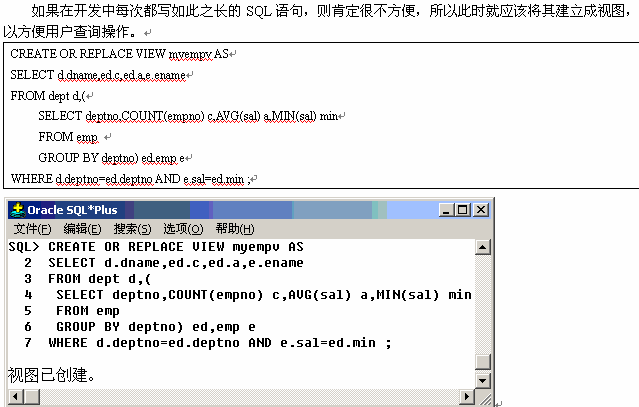 如果在开发中每次都写如此之长的 SQL 语句，则肯定很不方便，所以此时就应该将其建立成视图，
以方便用户查询操作。
CREATE OR REPLACE VIEW myempv AS
SELECT d.dname,ed.c,ed.a,e.ename
FROM dept d,(
SELECT deptno,COUNT(empno) c,AVG(sal) a,MIN(sal) min
FROM emp
GROUP BY deptno) ed,emp e
WHERE d.deptno=ed.deptno AND e.sal=ed.min ;
Oracle SQL*Plus
文件(F) 编辑(E) 搜索(S) 选项(O) 帮助(H)
SQL> CREATE OR REPLACE VIEW myempv AS
2 SELECT d.dname,ed.c,ed.a,e.ename
3 FROM dept d,(
4 SELECT deptno,COUNT(empno) c,AVG(sal) a,MIN(sal) min
5 FROM emp
6 GROUP BY deptno) ed,emp e
7 WHERE d.deptno=ed.deptno AND e.sal=ed.min ;
视图已创建。